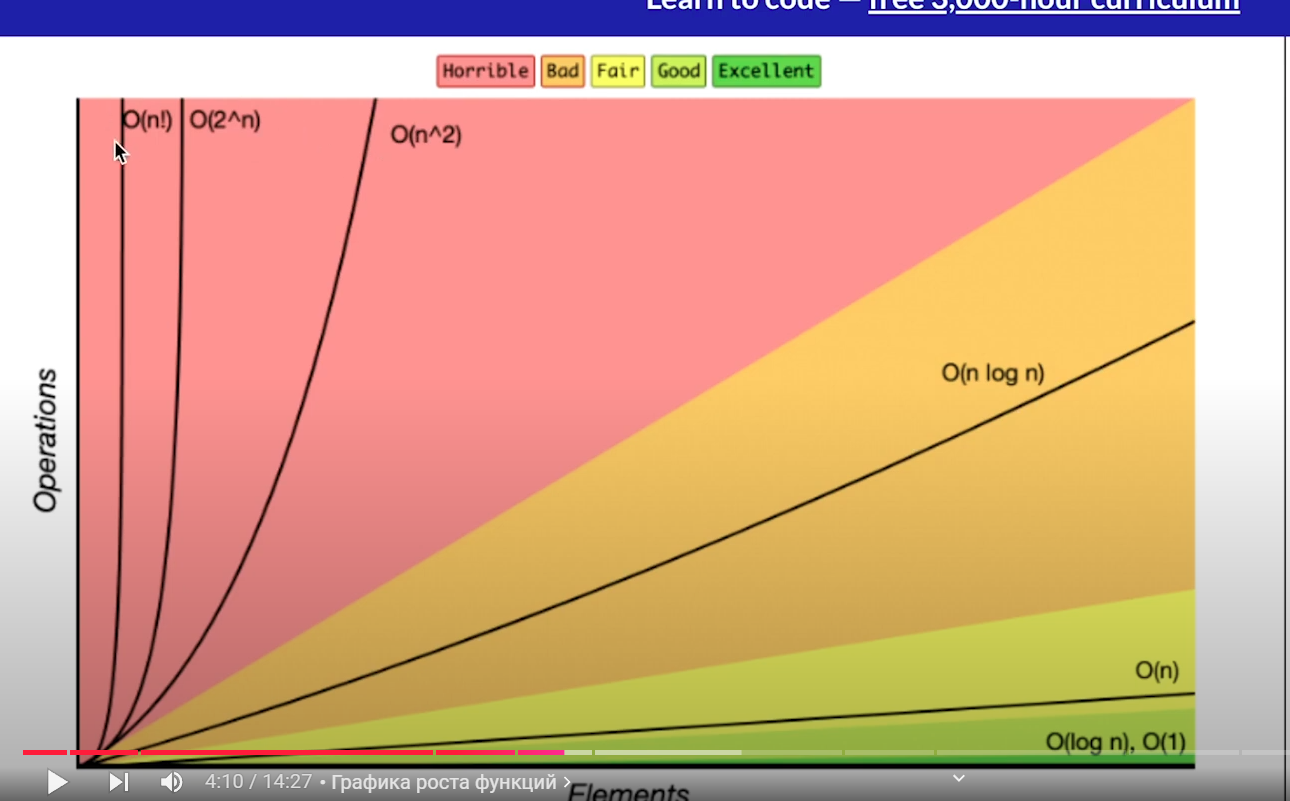 Learn to code — free 3,000-hour curriculum
Horrible Bad Fair Good Excellent
O(n!) O(2^n)
O(n^2)
O(n log n)
Operations
O(n)
O(log n), O(1)
4:10 / 14:27 • Графика роста функций ›
Elements